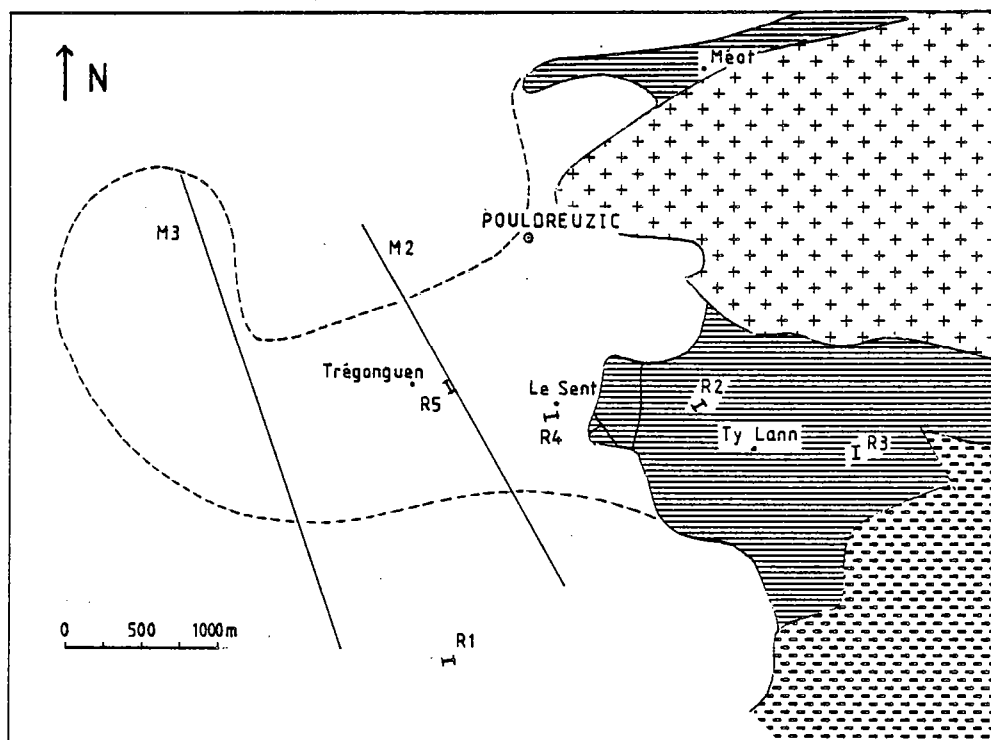 N
Méot
M3
POULDREUZIC
M2
Trégonguen
R5
Le Sent
R4
R2
Ty Lann
R3
0 500 1000m
R1